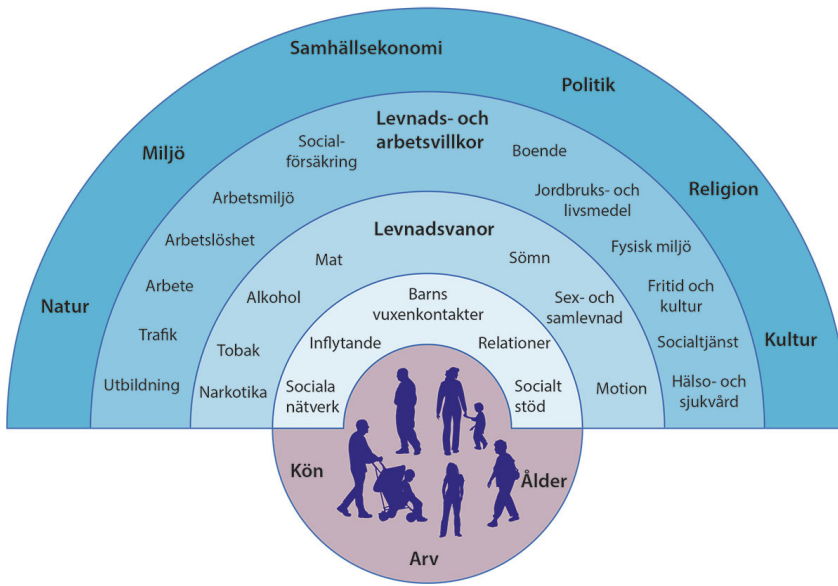 Samhällsekonomi
Politik
Miljö
Religion
Natur
Kultur
Levnads- och
arbetsvillkor
Social-
försäkring
Boende
Arbetsmiljö
Jordbruks- och
livsmedel
Arbetslöshet
Fysisk miljö
Arbete
Fritid och
kultur
Trafik
Socialtjänst
Utbildning
Hälso- och
sjukvård
Levnadsvanor
Mat
Sömn
Alkohol
Sex- och
samlevnad
Tobak
Narkotika
Motion
Barns
vuxenkontakter
Inflytande
Relationer
Sociala
nätverk
Socialt
stöd
Kön
Ålder
Arv